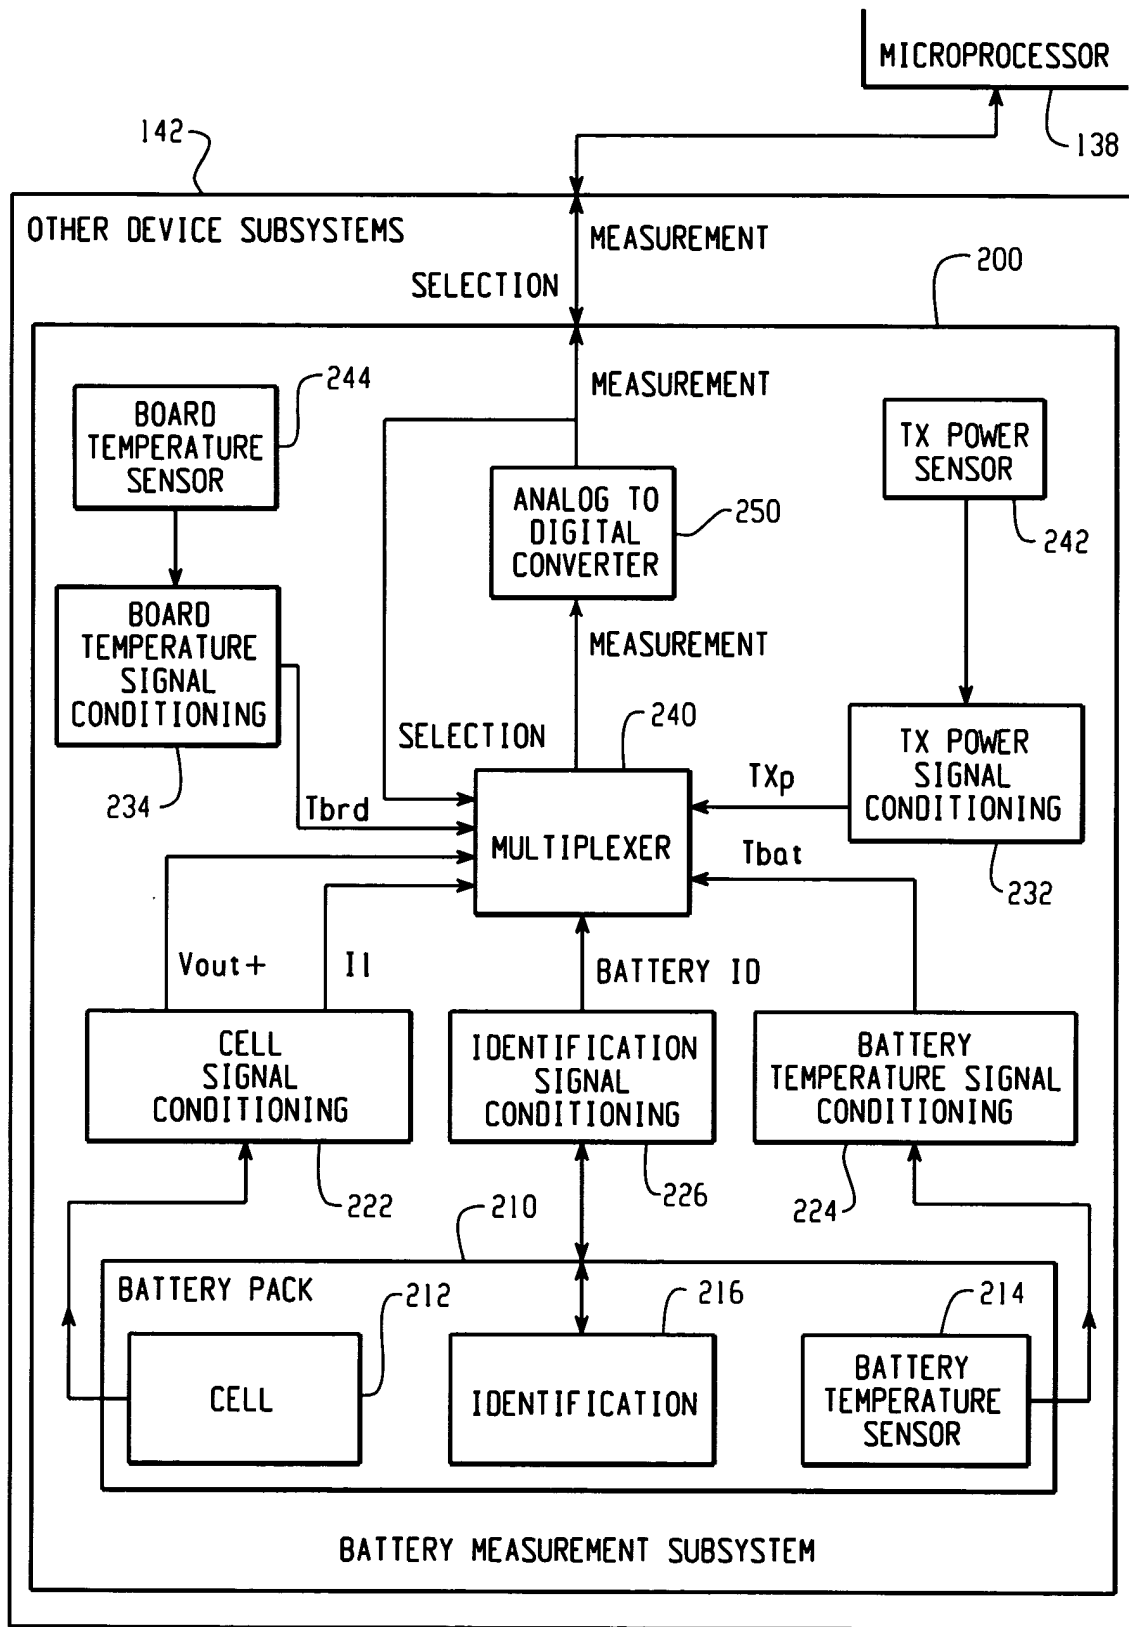 MICROPROCESSOR
138
142
OTHER DEVICE SUBSYSTEMS
MEASUREMENT
SELECTION
200
BOARD
TEMPERATURE
SENSOR
244
MEASUREMENT
TX POWER
SENSOR
242
ANALOG TO
DIGITAL
CONVERTER
250
BOARD
TEMPERATURE
SIGNAL
CONDITIONING
234
MEASUREMENT
SELECTION
240
TX POWER
SIGNAL
CONDITIONING
232
TXp
Tbrd
MULTIPLEXER
Tbat
Vout+
Il
BATTERY ID
CELL
SIGNAL
CONDITIONING
222
IDENTIFICATION
SIGNAL
CONDITIONING
226
BATTERY
TEMPERATURE SIGNAL
CONDITIONING
224
210
BATTERY PACK
212
CELL
216
IDENTIFICATION
214
BATTERY
TEMPERATURE
SENSOR
BATTERY MEASUREMENT SUBSYSTEM